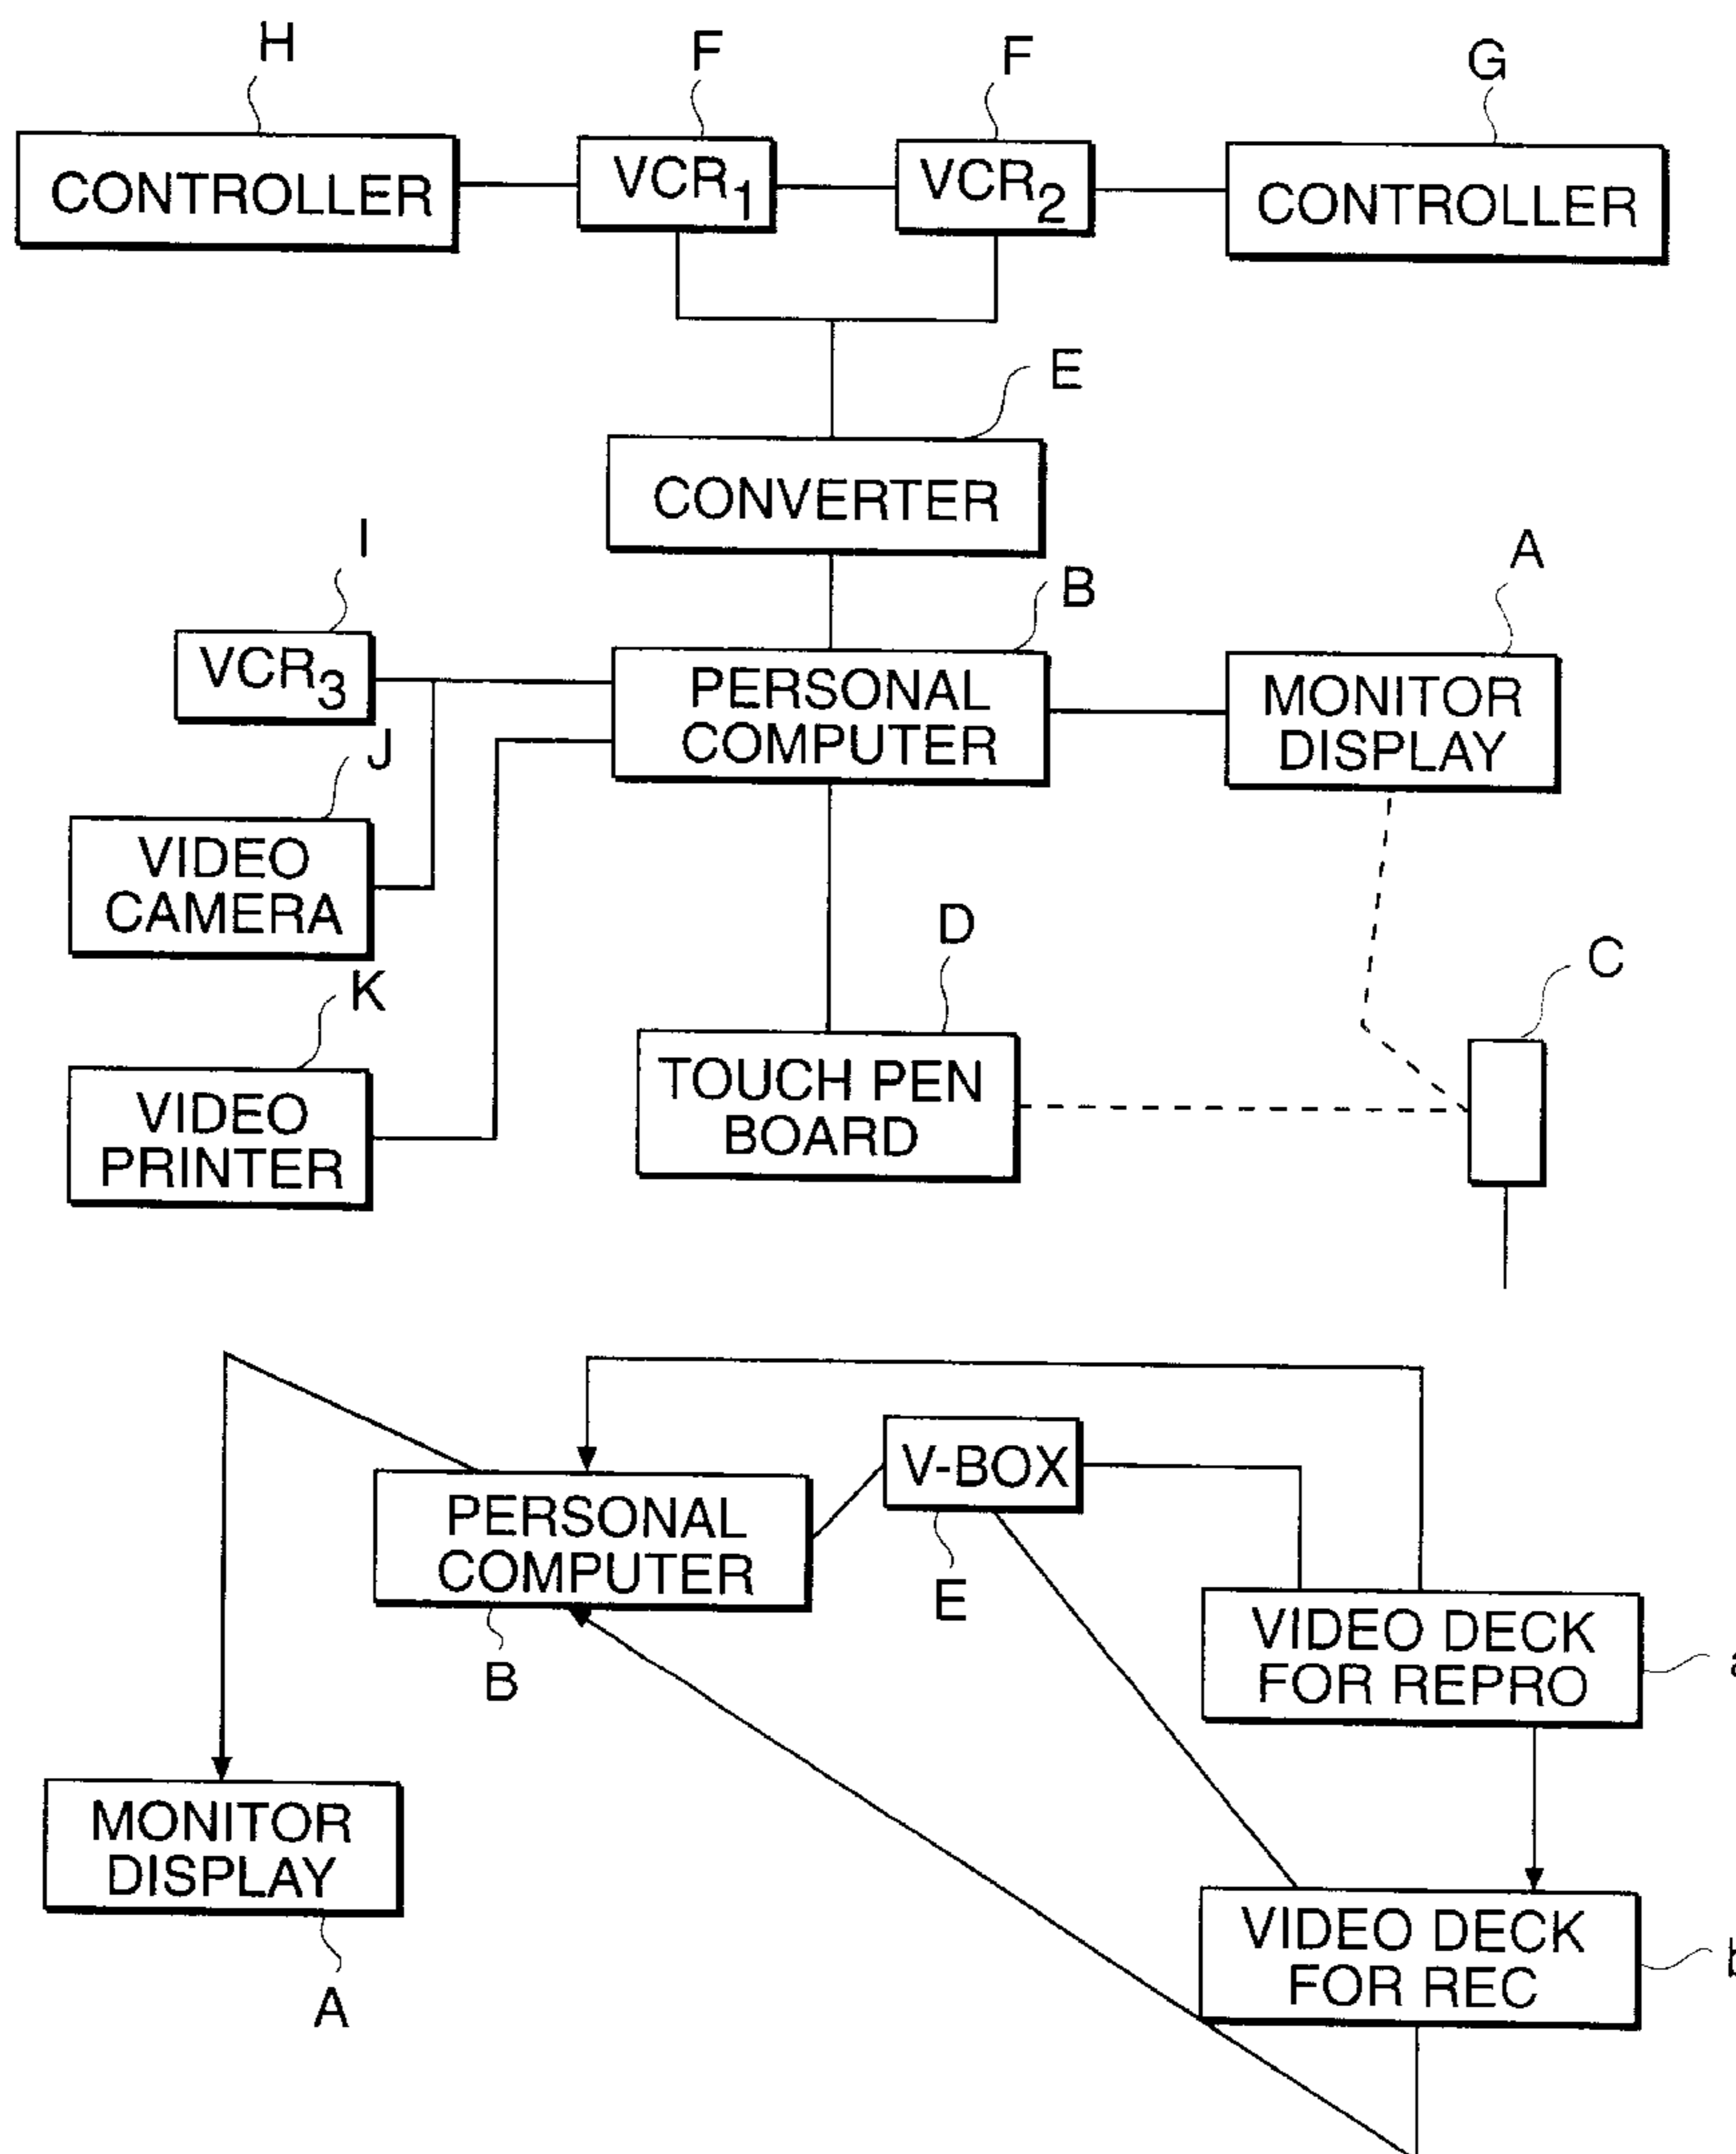 H
F
F
G
CONTROLLER
VCR1
VCR2
CONTROLLER
E
CONVERTER
I
B
A
VCR3
PERSONAL
COMPUTER
MONITOR
DISPLAY
J
VIDEO
CAMERA
D
C
K
TOUCH PEN
BOARD
VIDEO
PRINTER
V-BOX
PERSONAL
COMPUTER
E
B
VIDEO DECK
FOR REPRO
MONITOR
DISPLAY
A
VIDEO DECK
FOR REC